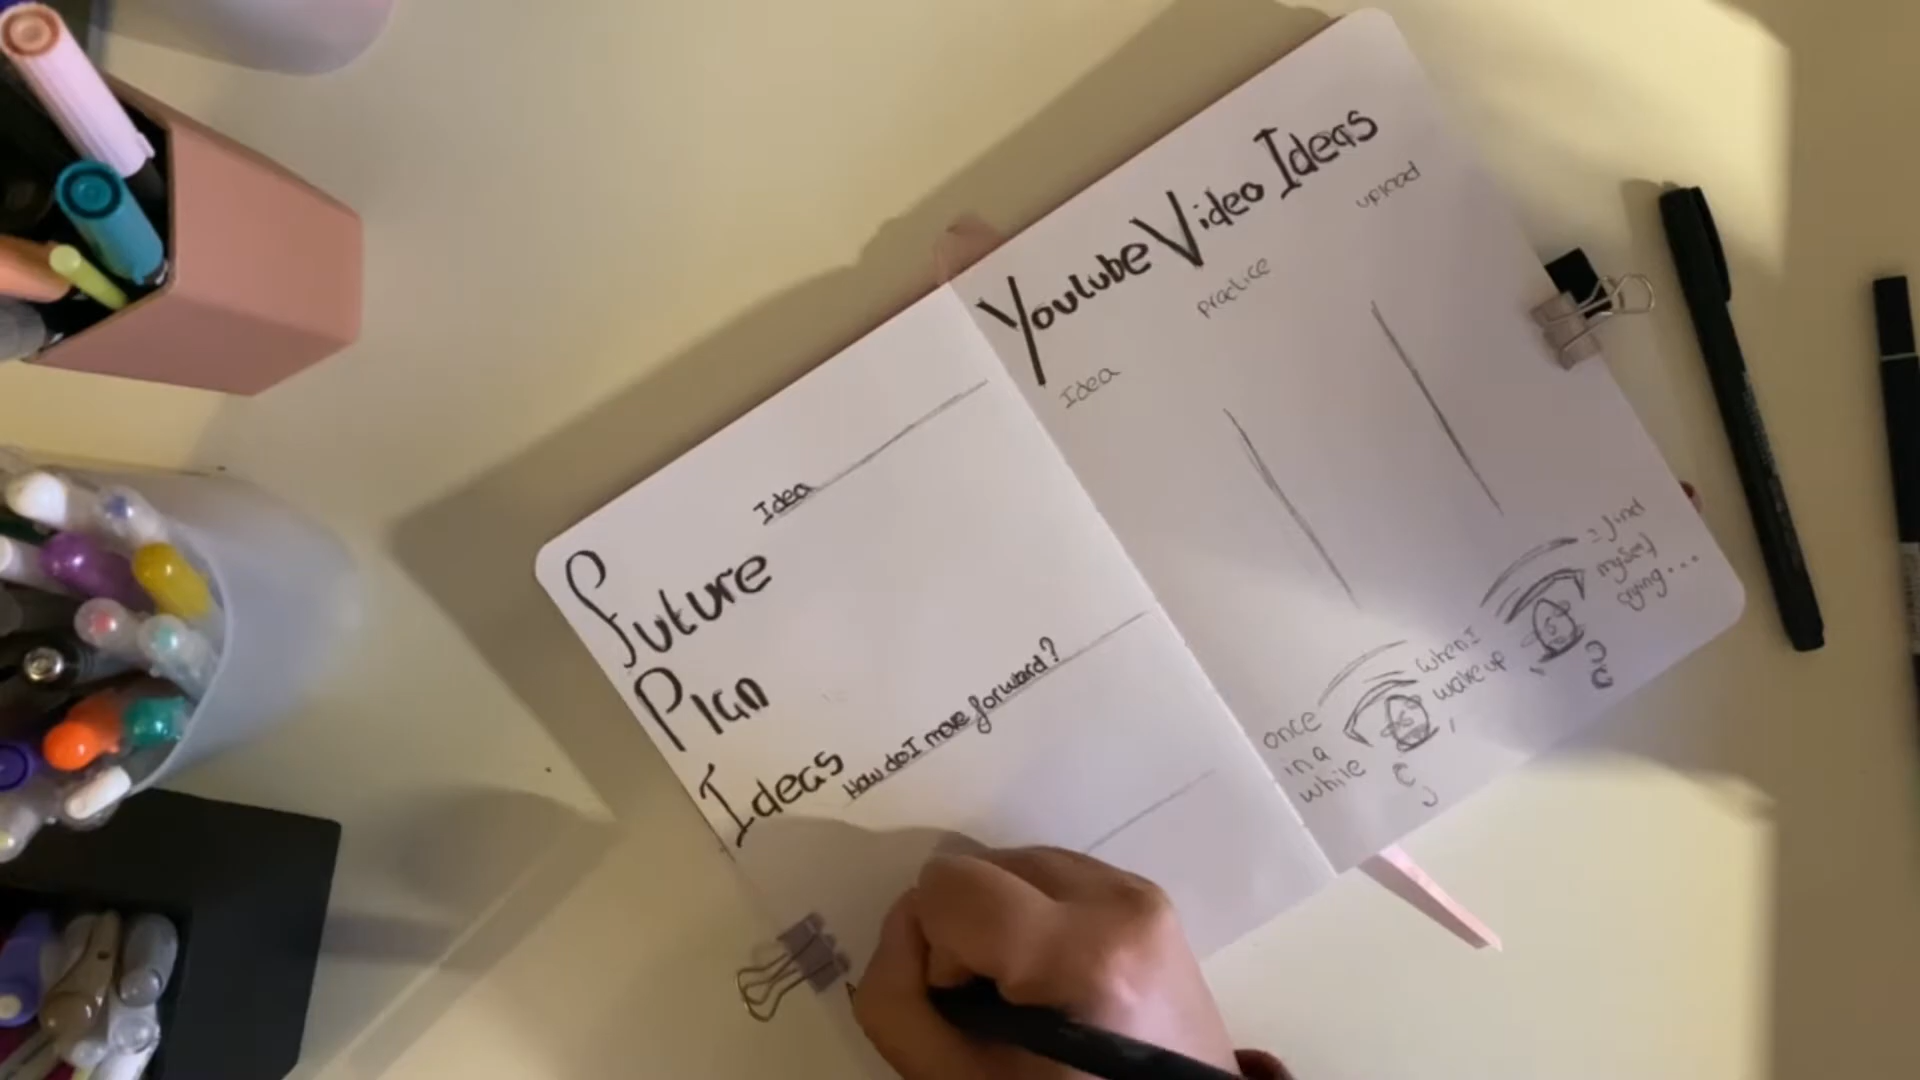 Future
Plan
Ideas
Idea
How do I move forward?
Youtube Video Ideas
Idea
practice
upload
once
in a
while
when I
wake up
I find
myself
crying...